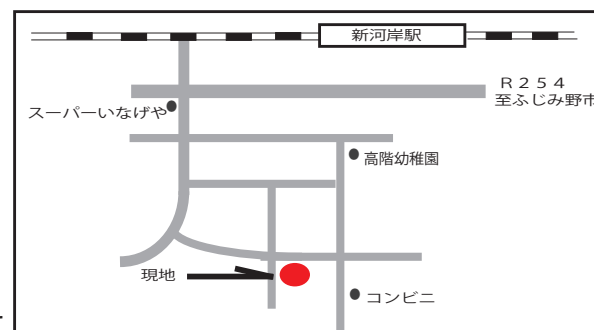 新河岸駅
Ｒ２５４
至ふじみ野市
スーパーいなげや
高階幼稚園
現地
コンビニ